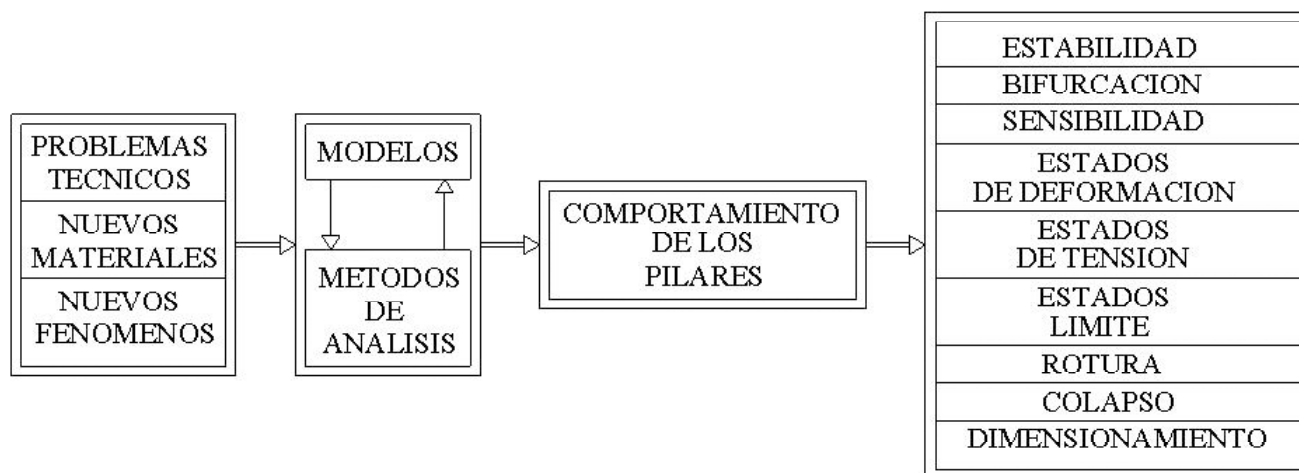 PROBLEMAS
TECNICOS
NUEVOS
MATERIALES
NUEVOS
FENOMENOS
MODELOS
METODOS
DE
ANALISIS
COMPORTAMIENTO
DE LOS
PILARES
ESTABILIDAD
BIFURCACION
SENSIBILIDAD
ESTADOS
DE DEFORMACION
ESTADOS
DE TENSION
ESTADOS
LIMITE
ROTURA
COLAPSO
DIMENSIONAMIENTO